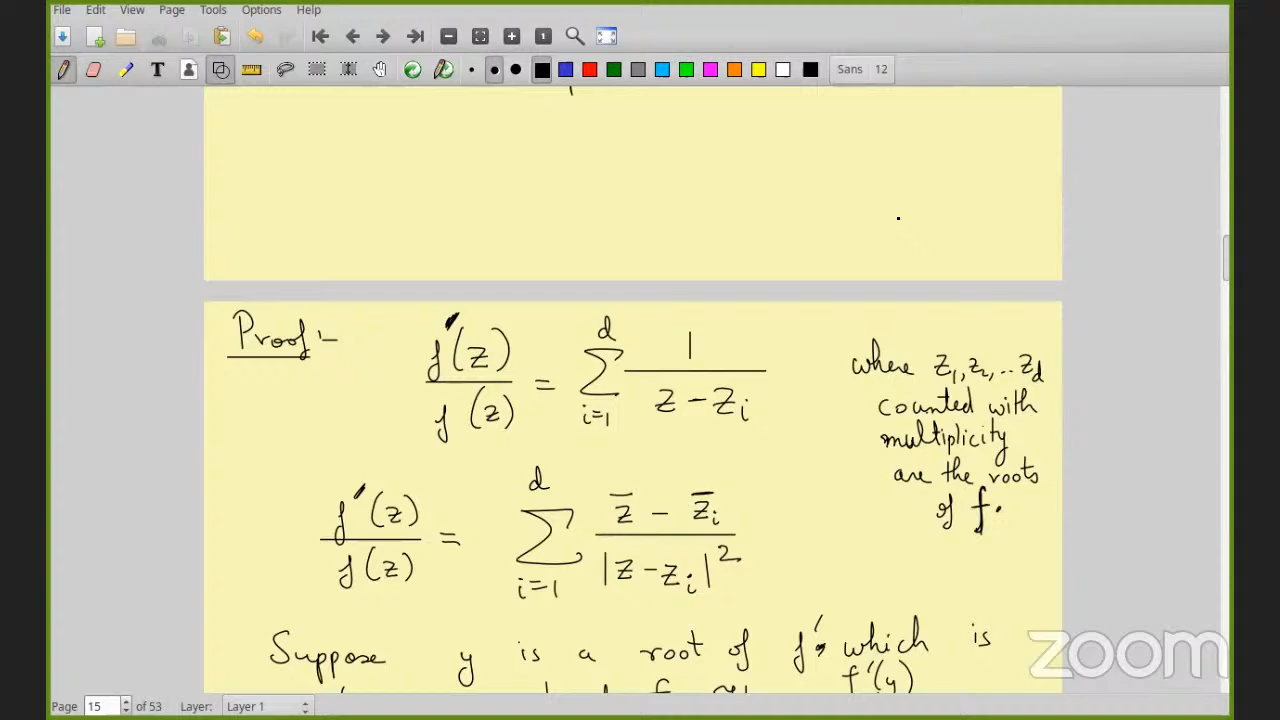 File Edit View Page Tools Options Help
Sans 12
Proof :-
f'(z) / f(z) = Σ_{i=1}^{d} 1 / (z - z_i)
where z_1, z_2, .. z_d
counted with
multiplicity
are the roots
of f.
f'(z) / f(z) = Σ_{i=1}^{d} (z̄ - z̄_i) / |z - z_i|^2
Suppose y is a root of f' which is
f'(y)
zoom
Page 15 of 53 Layer: Layer 1